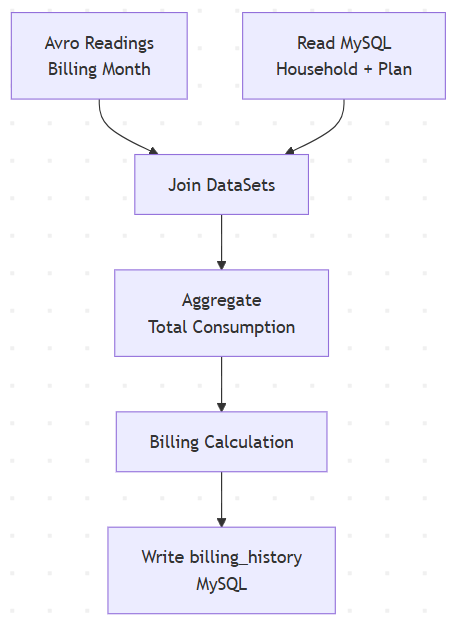 Avro Readings
Billing Month
Read MySQL
Household + Plan
Join DataSets
Aggregate
Total Consumption
Billing Calculation
Write billing_history
MySQL